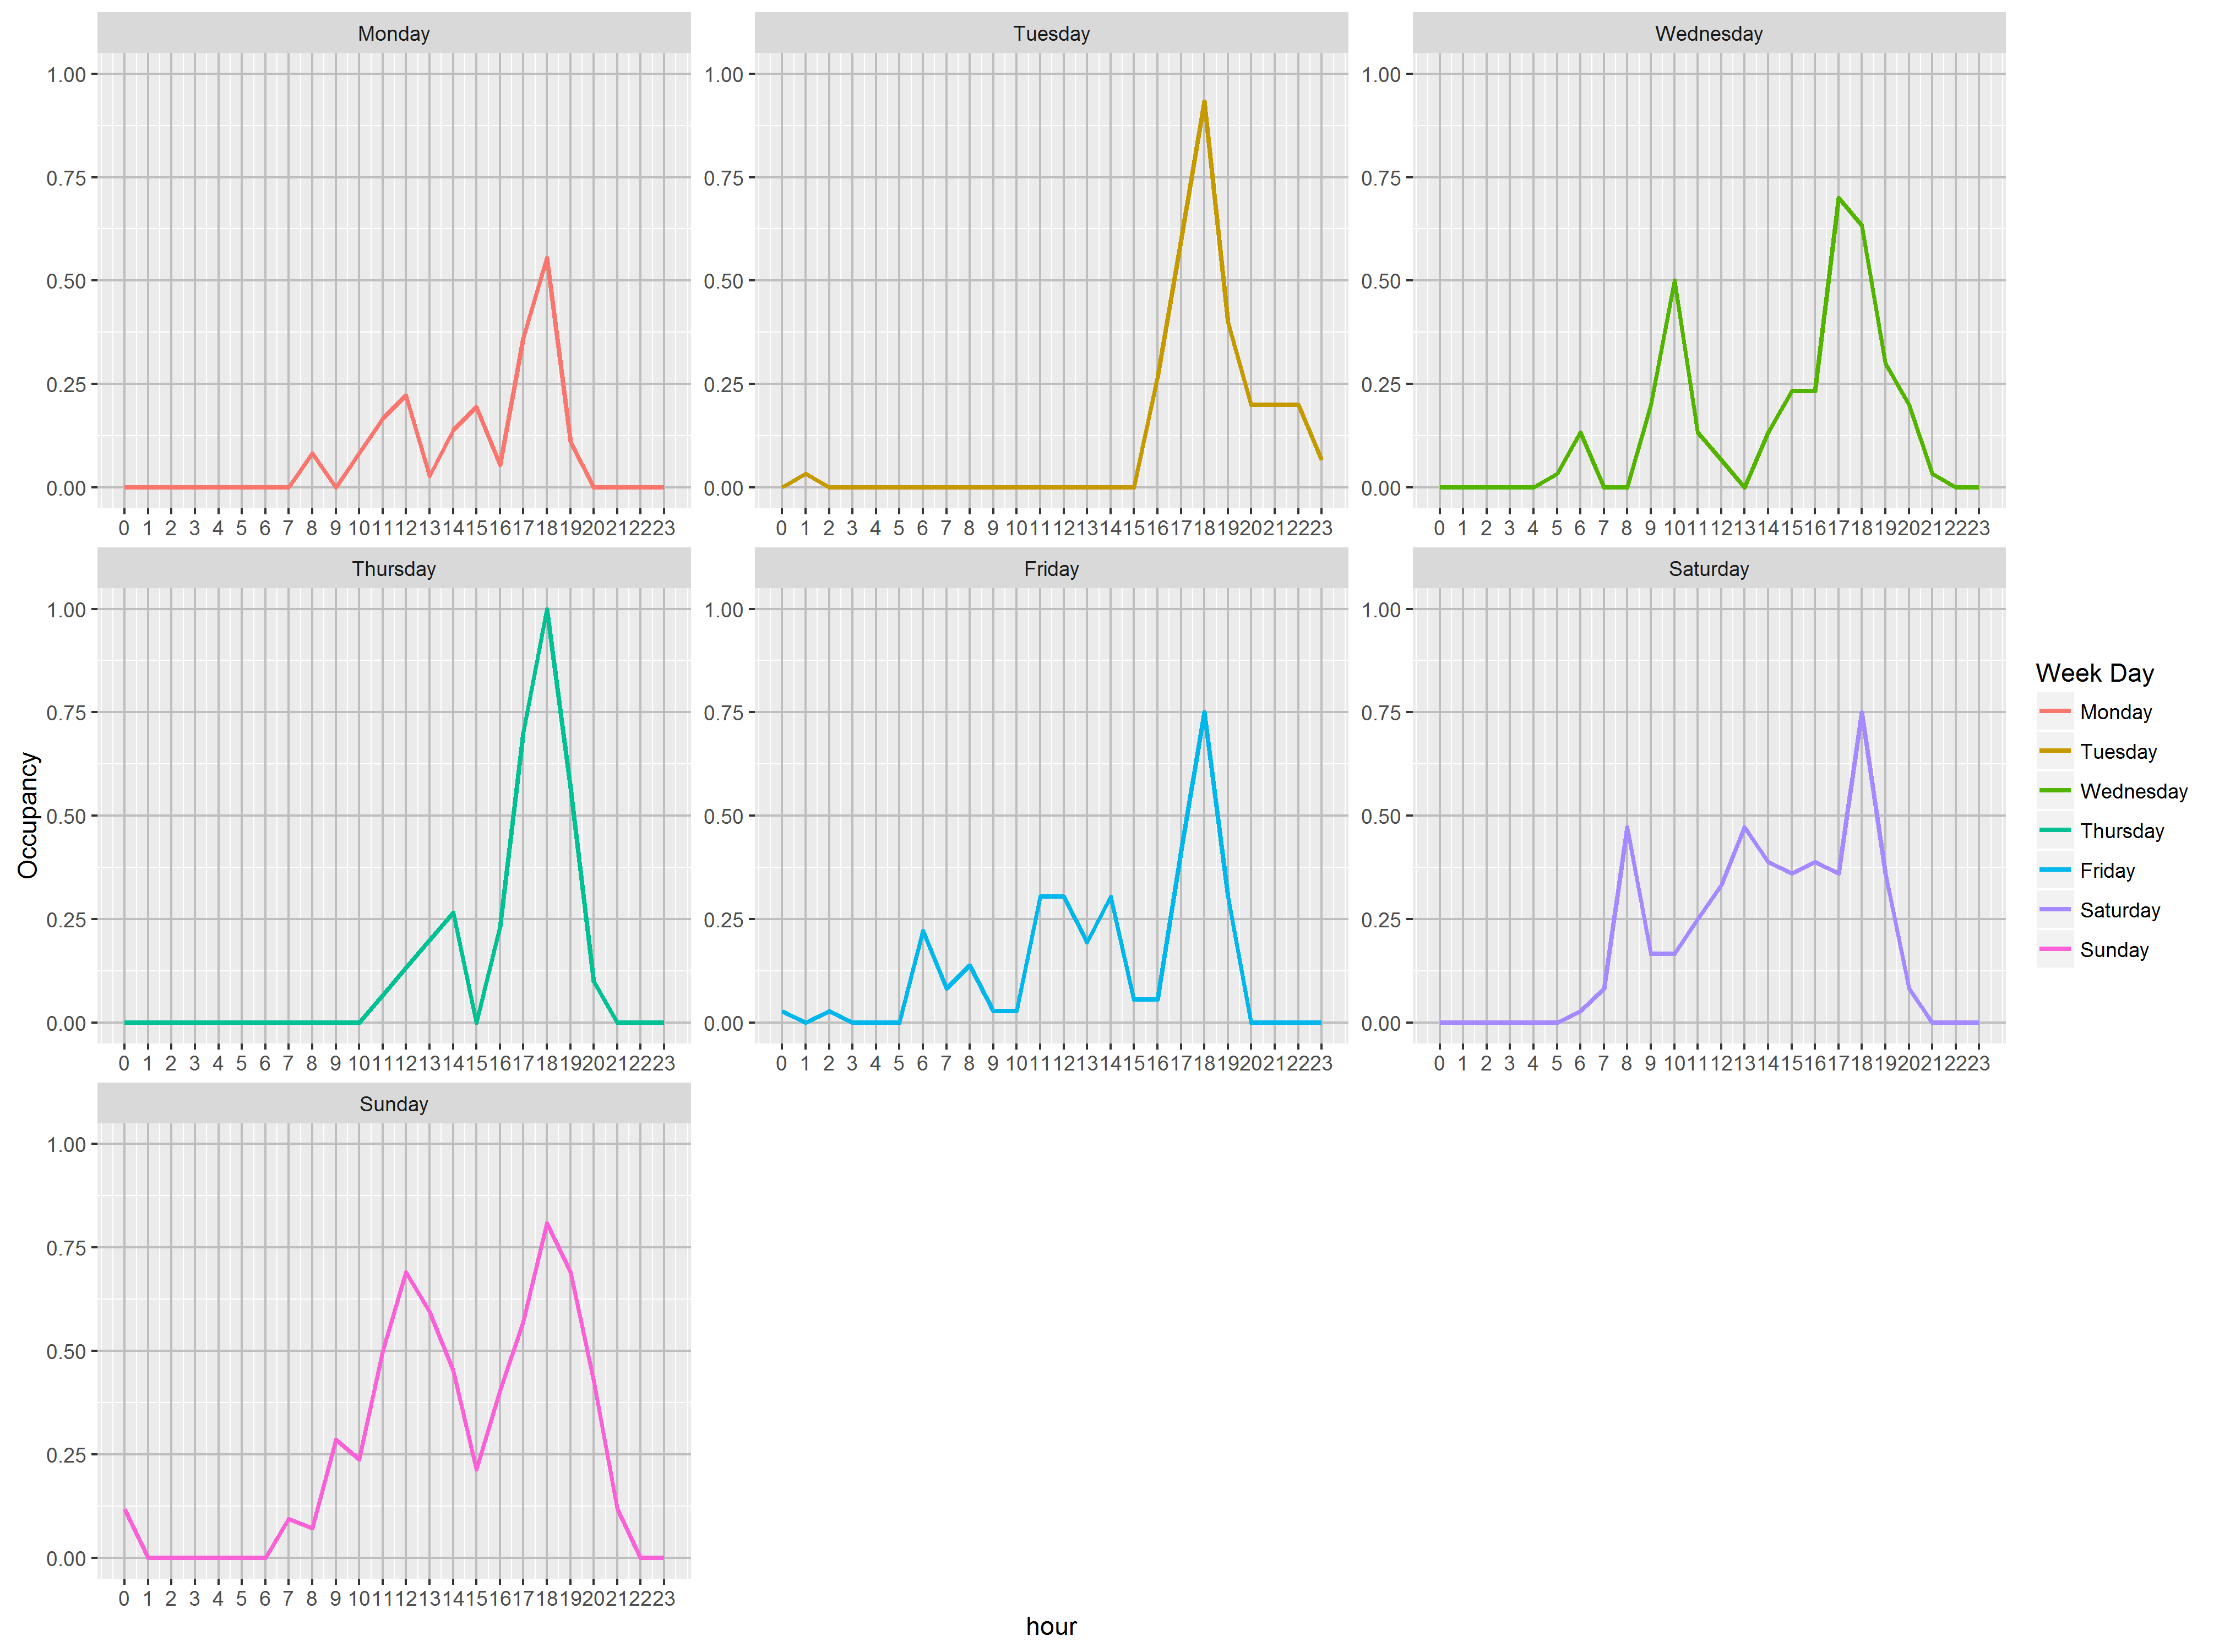 Monday Tuesday Wednesday
1.00 1.00 1.00
0.75 0.75 0.75
0.50 0.50 0.50
0.25 0.25 0.25
0.00 0.00 0.00
0 1 2 3 4 5 6 7 8 9 10 11 12 13 14 15 16 17 18 19 20 21 22 23 0 1 2 3 4 5 6 7 8 9 10 11 12 13 14 15 16 17 18 19 20 21 22 23 0 1 2 3 4 5 6 7 8 9 10 11 12 13 14 15 16 17 18 19 20 21 22 23
Thursday Friday Saturday
1.00 1.00 1.00
0.75 0.75 0.75
0.50 0.50 0.50
0.25 0.25 0.25
0.00 0.00 0.00
0 1 2 3 4 5 6 7 8 9 10 11 12 13 14 15 16 17 18 19 20 21 22 23 0 1 2 3 4 5 6 7 8 9 10 11 12 13 14 15 16 17 18 19 20 21 22 23 0 1 2 3 4 5 6 7 8 9 10 11 12 13 14 15 16 17 18 19 20 21 22 23
Occupancy
Sunday
1.00
0.75
0.50
0.25
0.00
0 1 2 3 4 5 6 7 8 9 10 11 12 13 14 15 16 17 18 19 20 21 22 23
hour
Week Day
Monday
Tuesday
Wednesday
Thursday
Friday
Saturday
Sunday